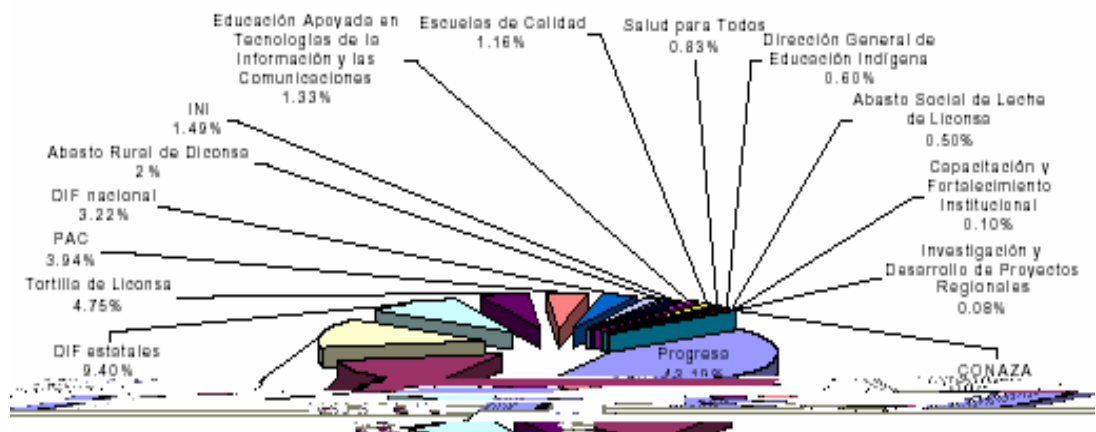 Educación Apoyada en
Tecnologías de la
Información y las
Comunicaciones
1.33%
Escuelas de Calidad
1.16%
Salud para Todos
0.83%
Dirección General de
Educación Indígena
0.60%
INI
1.49%
Abasto Social de Leche
de Liconsa
0.50%
Abasto Rural de Diconsa
2%
Capacitación y
Fortalecimiento
Institucional
0.10%
DIF nacional
3.22%
PAC
3.94%
Investigación y
Desarrollo de Proyectos
Regionales
0.08%
Tortilla de Liconsa
4.75%
DIF estatales
9.40%
Progresa
CONAZA